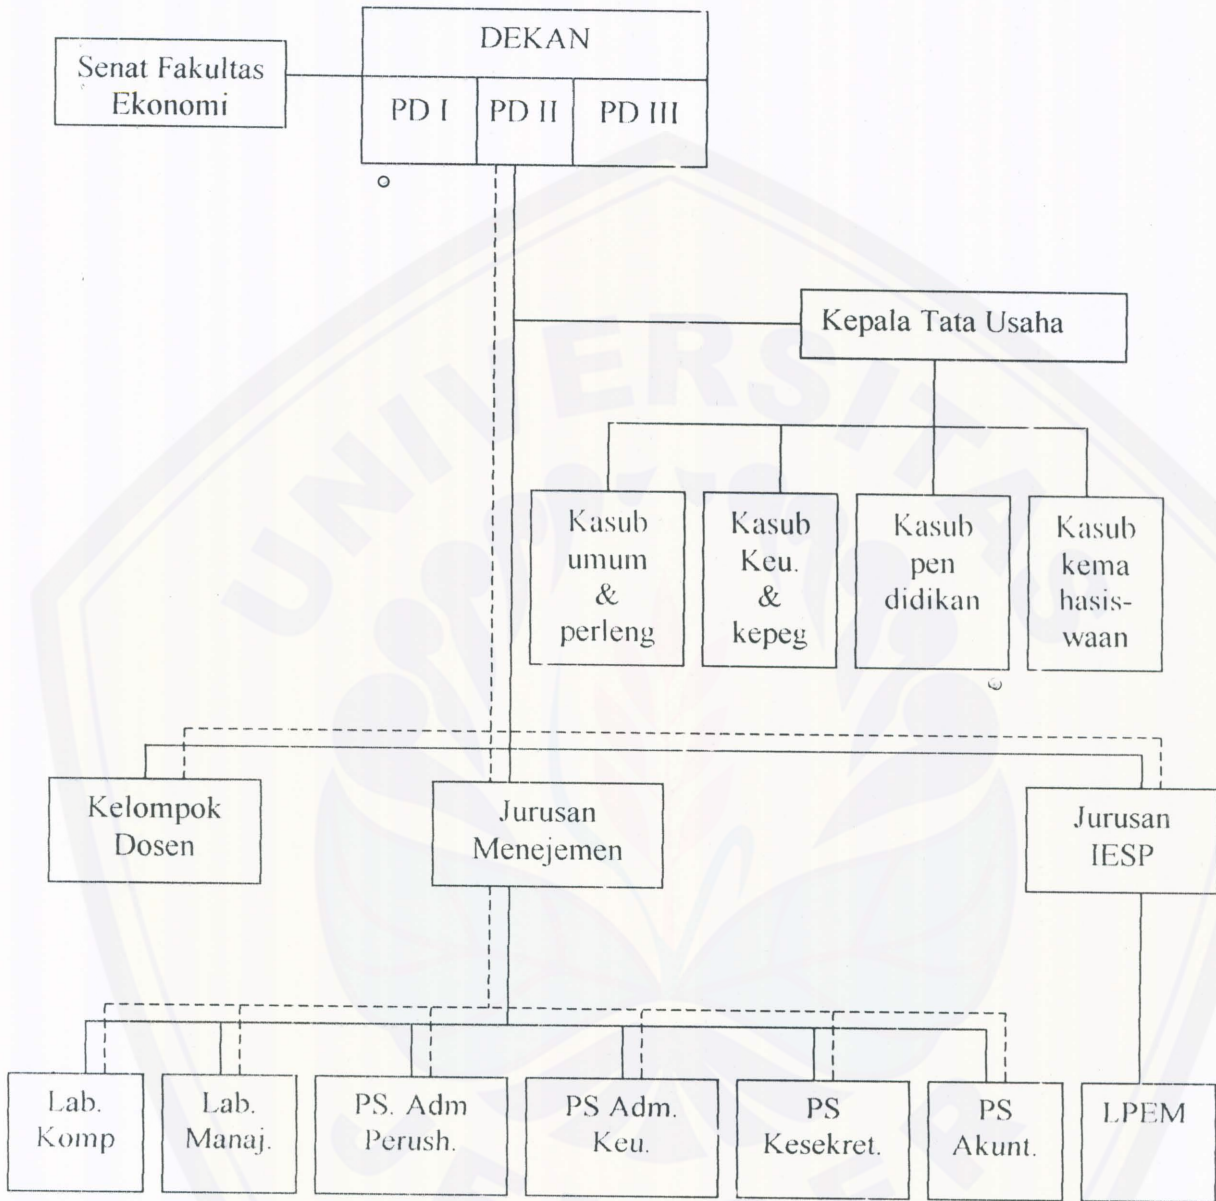 DEKAN
Senat Fakultas
Ekonomi
PD I
PD II
PD III
Kepala Tata Usaha
Kasub
umum
&
perleng
Kasub
Keu.
&
kepeg
Kasub
pen
didikan
Kasub
kema
hasis-
waan
Kelompok
Dosen
Jurusan
Menejemen
Jurusan
IESP
Lab.
Komp
Lab.
Manaj.
PS. Adm
Perush.
PS Adm.
Keu.
PS
Kesekret.
PS
Akunt.
LPEM
UNIVERSITAS